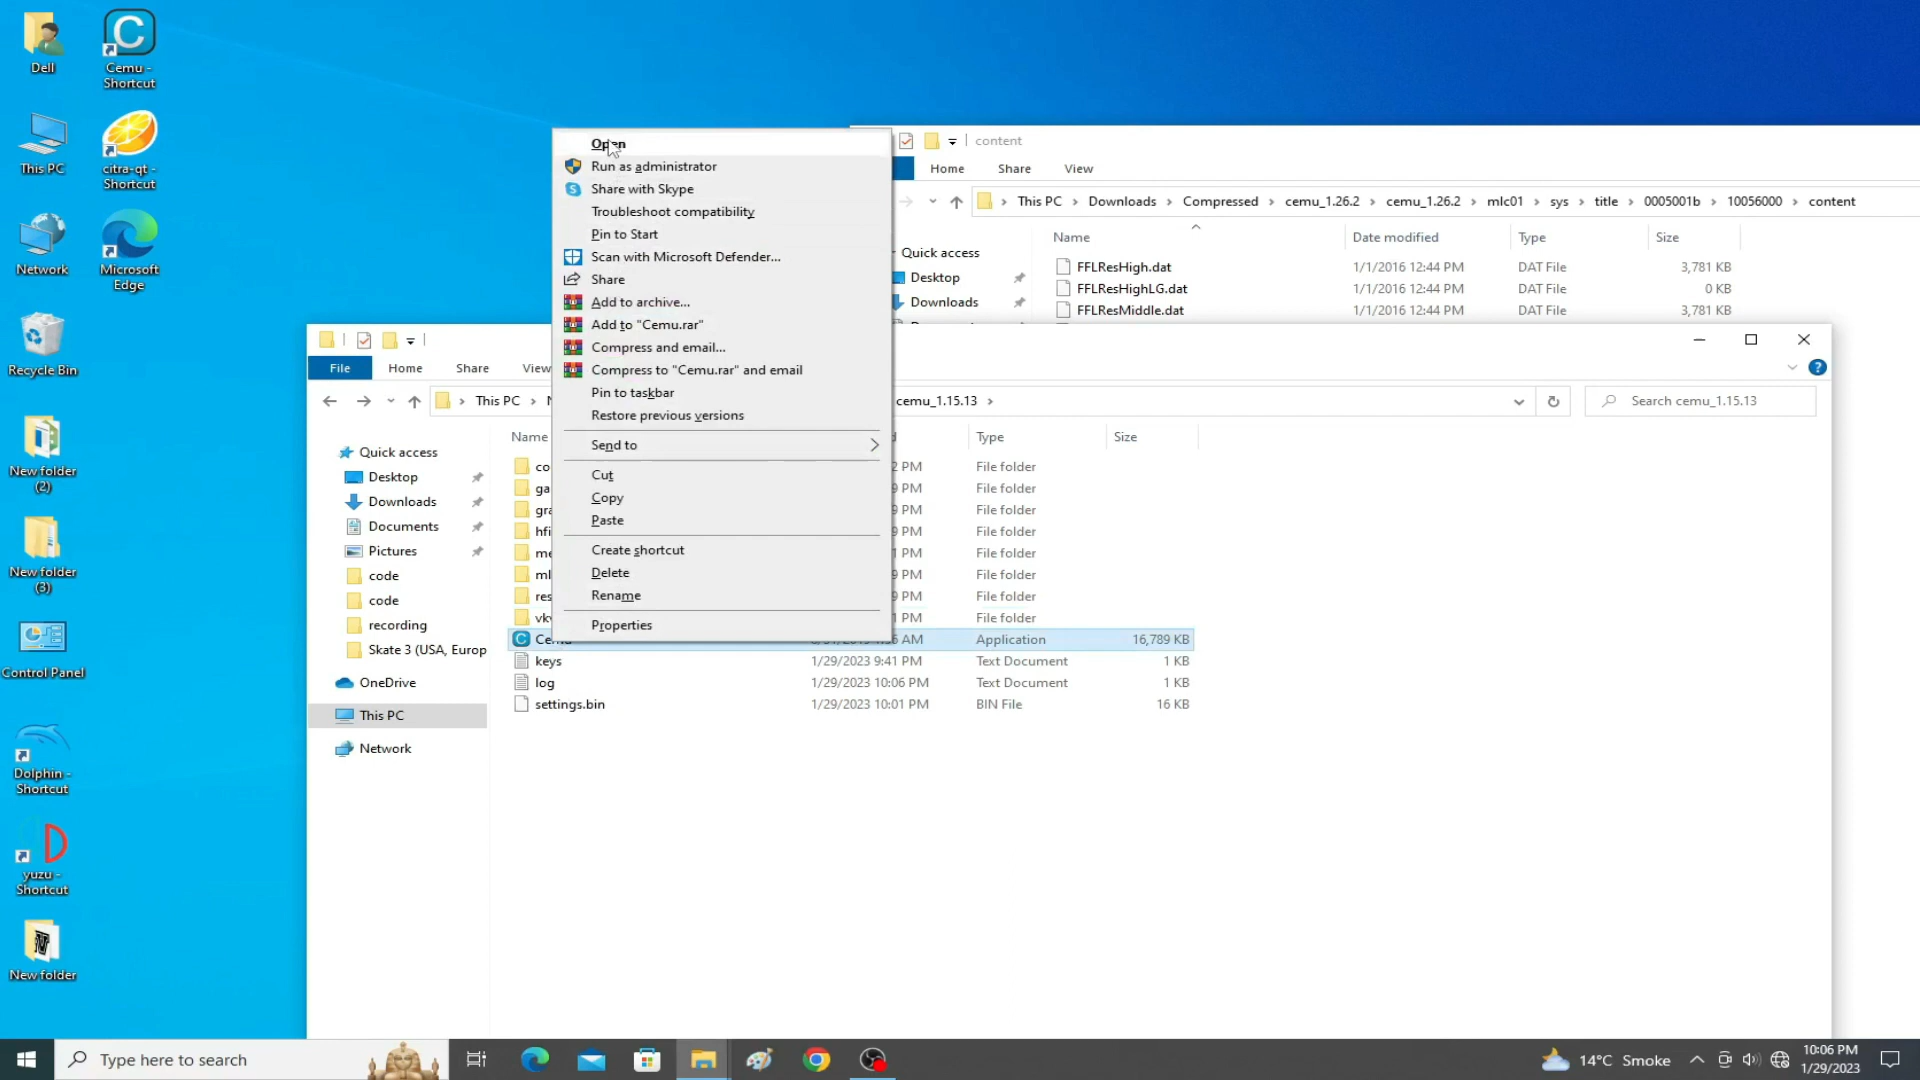 Dell
Cemu -
Shortcut
This PC
citra-qt -
Shortcut
Network
Microsoft
Edge
Recycle Bin
New folder
(2)
New folder
(3)
Control Panel
Dolphin -
Shortcut
yuzu -
Shortcut
New folder
content
Home
Share
View
This PC
Downloads
Compressed
cemu_1.26.2
cemu_1.26.2
mlc01
sys
title
0005001b
10056000
content
Name
Date modified
Type
Size
Quick access
Desktop
Downloads
FFLResHigh.dat 1/1/2016 12:44 PM DAT File 3,781 KB
FFLResHighLG.dat 1/1/2016 12:44 PM DAT File 0 KB
FFLResMiddle.dat 1/1/2016 12:44 PM DAT File 3,781 KB
Open
Run as administrator
Share with Skype
Troubleshoot compatibility
Pin to Start
Scan with Microsoft Defender...
Share
Add to archive...
Add to "Cemu.rar"
Compress and email...
Compress to "Cemu.rar" and email
Pin to taskbar
Restore previous versions
Send to
Cut
Copy
Paste
Create shortcut
Delete
Rename
Properties
File
Home
Share
View
This PC
cemu_1.15.13
Search cemu_1.15.13
Quick access
Desktop
Downloads
Documents
Pictures
code
code
recording
Skate 3 (USA, Europ
OneDrive
This PC
Network
Name
Type
Size
co 2 PM File folder
ga 9 PM File folder
gra 9 PM File folder
hfi 9 PM File folder
me 1 PM File folder
ml 9 PM File folder
res 9 PM File folder
vkv 1 PM File folder
AM Application 16,789 KB
keys 1/29/2023 9:41 PM Text Document 1 KB
log 1/29/2023 10:06 PM Text Document 1 KB
settings.bin 1/29/2023 10:01 PM BIN File 16 KB
Type here to search
14°C Smoke
10:06 PM
1/29/2023